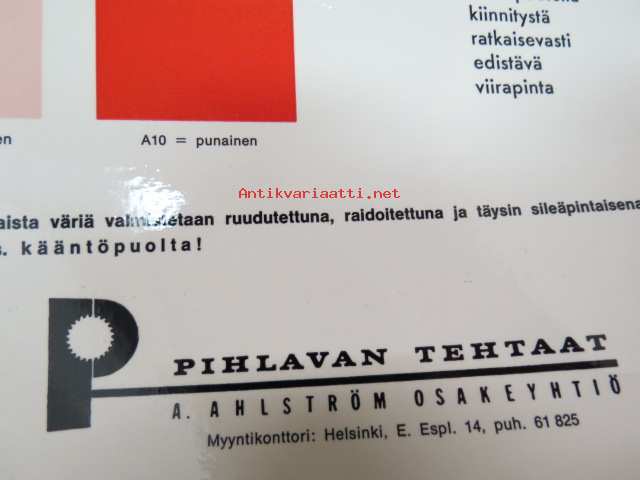 kiinnitystä
ratkaisevasti
edistävä
viirapinta
A10 = punainen
Antikvariaatti.net
väriä valmistetaan ruudutettuna, raidoitettuna ja täysin sileäpintaisena
kääntöpuolta!
PIHLAVAN TEHTAAT
A. AHLSTRÖM OSAKEYHTIÖ
Myyntikonttori: Helsinki, E. Espl. 14, puh. 61 825